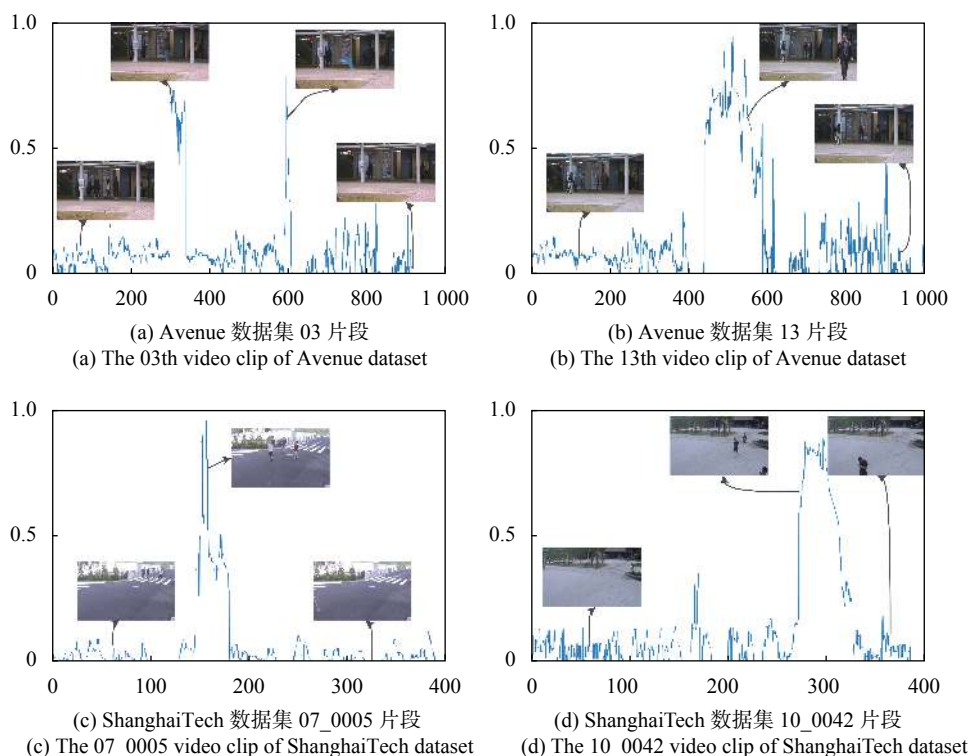 1.0
0.5
0
0 200 400 600 800 1 000
(a) Avenue 数据集 03 片段
(a) The 03th video clip of Avenue dataset
1.0
0.5
0
0 200 400 600 800 1 000
(b) Avenue 数据集 13 片段
(b) The 13th video clip of Avenue dataset
1.0
0.5
0
0 100 200 300 400
(c) ShanghaiTech 数据集 07_0005 片段
(c) The 07_0005 video clip of ShanghaiTech dataset
1.0
0.5
0
0 100 200 300 400
(d) ShanghaiTech 数据集 10_0042 片段
(d) The 10_0042 video clip of ShanghaiTech dataset